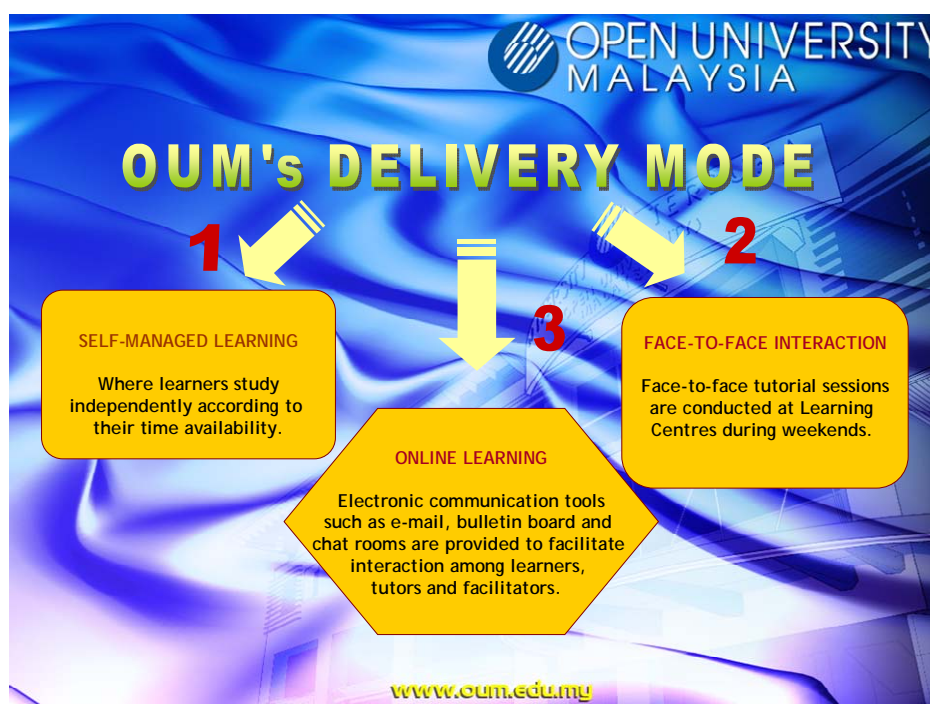 OPEN UNIVERSITY
MALAYSIA
OUM's DELIVERY MODE
1
SELF-MANAGED LEARNING
Where learners study
independently according to
their time availability.
2
FACE-TO-FACE INTERACTION
Face-to-face tutorial sessions
are conducted at Learning
Centres during weekends.
3
ONLINE LEARNING
Electronic communication tools
such as e-mail, bulletin board and
chat rooms are provided to facilitate
interaction among learners,
tutors and facilitators.
www.oum.edu.my